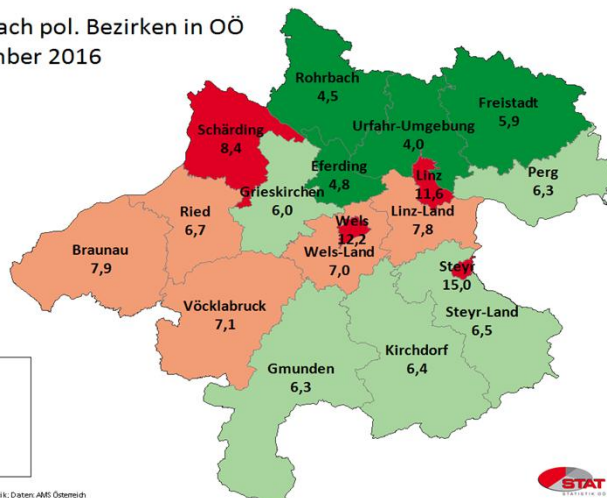 ach pol. Bezirken in OÖ
mber 2016
Rohrbach
4,5
Freistadt
5,9
Urfahr-Umgebung
4,0
Schärding
8,4
Eferding
4,8
Linz
11,6
Perg
6,3
Grieskirchen
6,0
Ried
6,7
Wels
12,2
Linz-Land
7,8
Braunau
7,9
Wels-Land
7,0
Steyr
15,0
Vöcklabruck
7,1
Steyr-Land
6,5
Kirchdorf
6,4
Gmunden
6,3
ik; Daten: AMS Österreich
STAT
STATISTIK OÖ